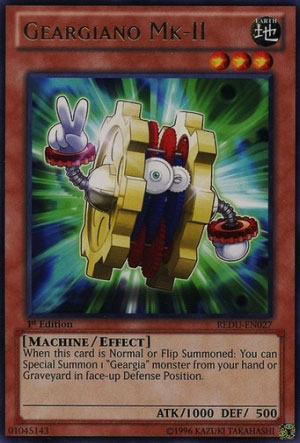 GEARGIANO MK-II
EARTH
地
1st Edition
REDU-EN027
[MACHINE/EFFECT]
When this card is Normal or Flip Summoned: You can
Special Summon 1 "Geargia" monster from your hand or
Graveyard in face-up Defense Position.
ATK/1000 DEF/ 500
01045143
©1996 KAZUKI TAKAHASHI